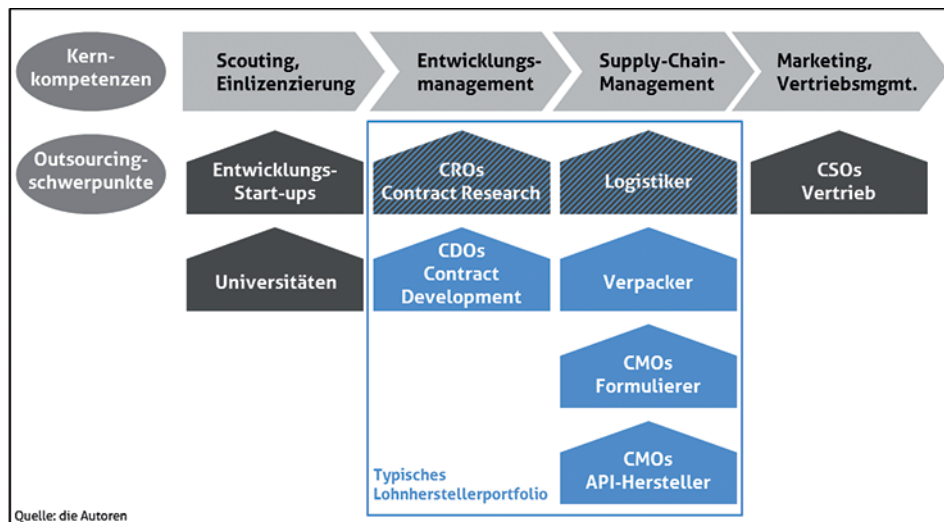 Kern-
kompetenzen
Scouting,
Einlizenzierung
Entwicklungs-
management
Supply-Chain-
Management
Marketing,
Vertriebsmgmt.
Outsourcing-
schwerpunkte
Entwicklungs-
Start-ups
CROs
Contract Research
Logistiker
CSOs
Vertrieb
Universitäten
CDOs
Contract
Development
Verpacker
CMOs
Formulierer
CMOs
API-Hersteller
Typisches
Lohnherstellerportfolio
Quelle: die Autoren